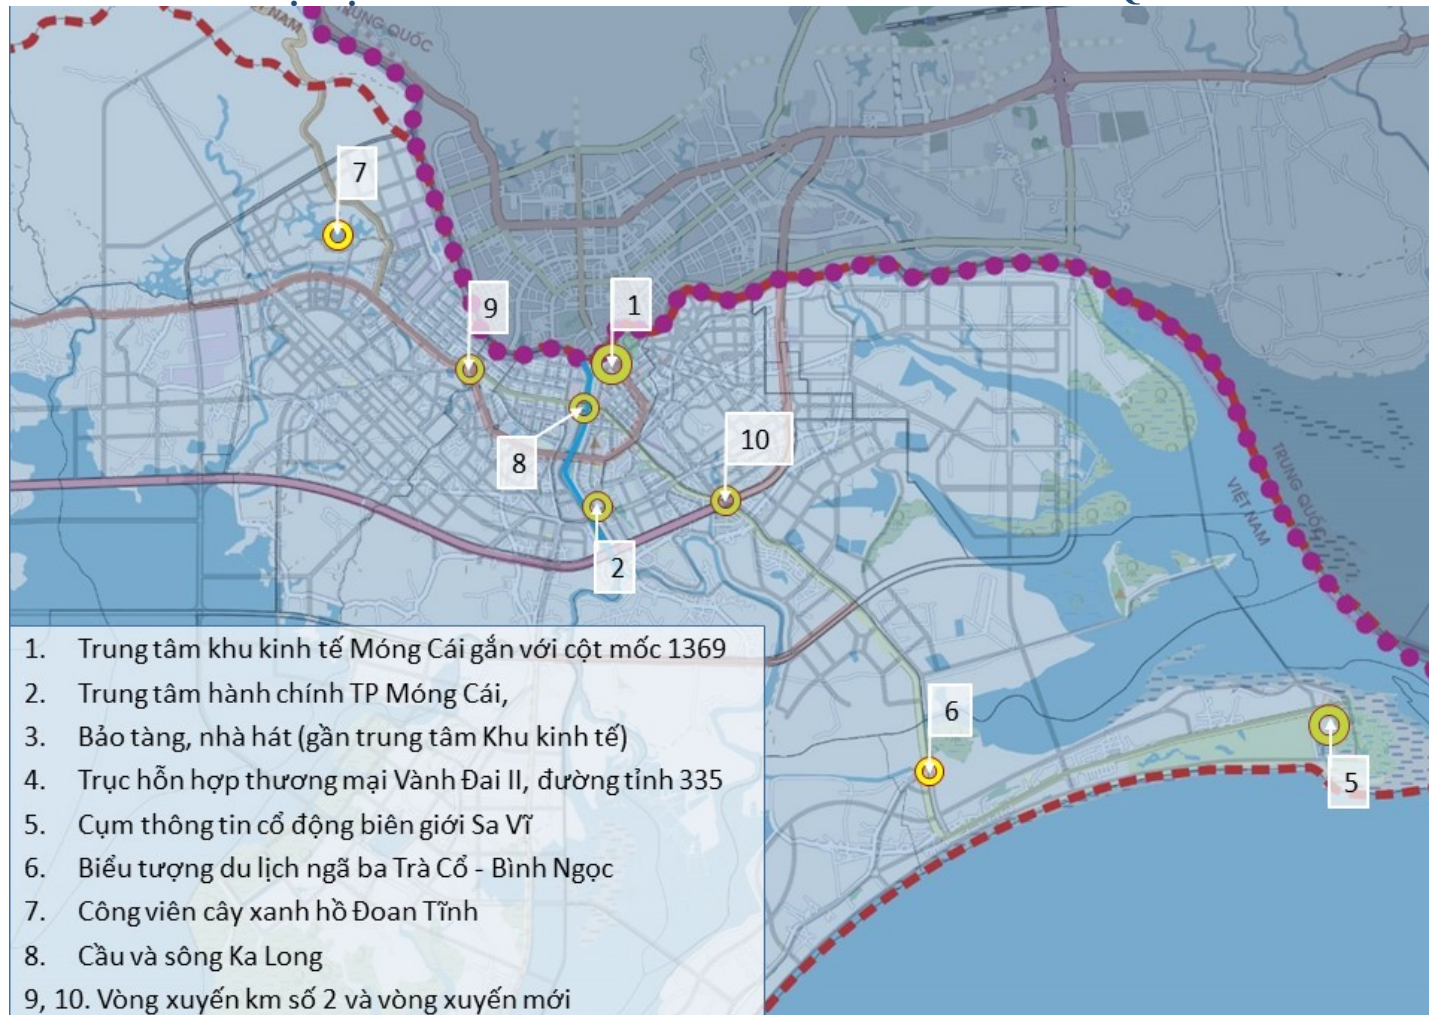 VIỆT NAM
TRUNG QUỐC
7
9
1
10
8
2
TRUNG QUỐC
VIỆT NAM
6
5
1. Trung tâm khu kinh tế Móng Cái gắn với cột mốc 1369
2. Trung tâm hành chính TP Móng Cái,
3. Bảo tàng, nhà hát (gần trung tâm Khu kinh tế)
4. Trục hỗn hợp thương mại Vành Đai II, đường tỉnh 335
5. Cụm thông tin cổ động biên giới Sa Vĩ
6. Biểu tượng du lịch ngã ba Trà Cổ - Bình Ngọc
7. Công viên cây xanh hồ Đoan Tĩnh
8. Cầu và sông Ka Long
9, 10. Vòng xuyến km số 2 và vòng xuyến mới